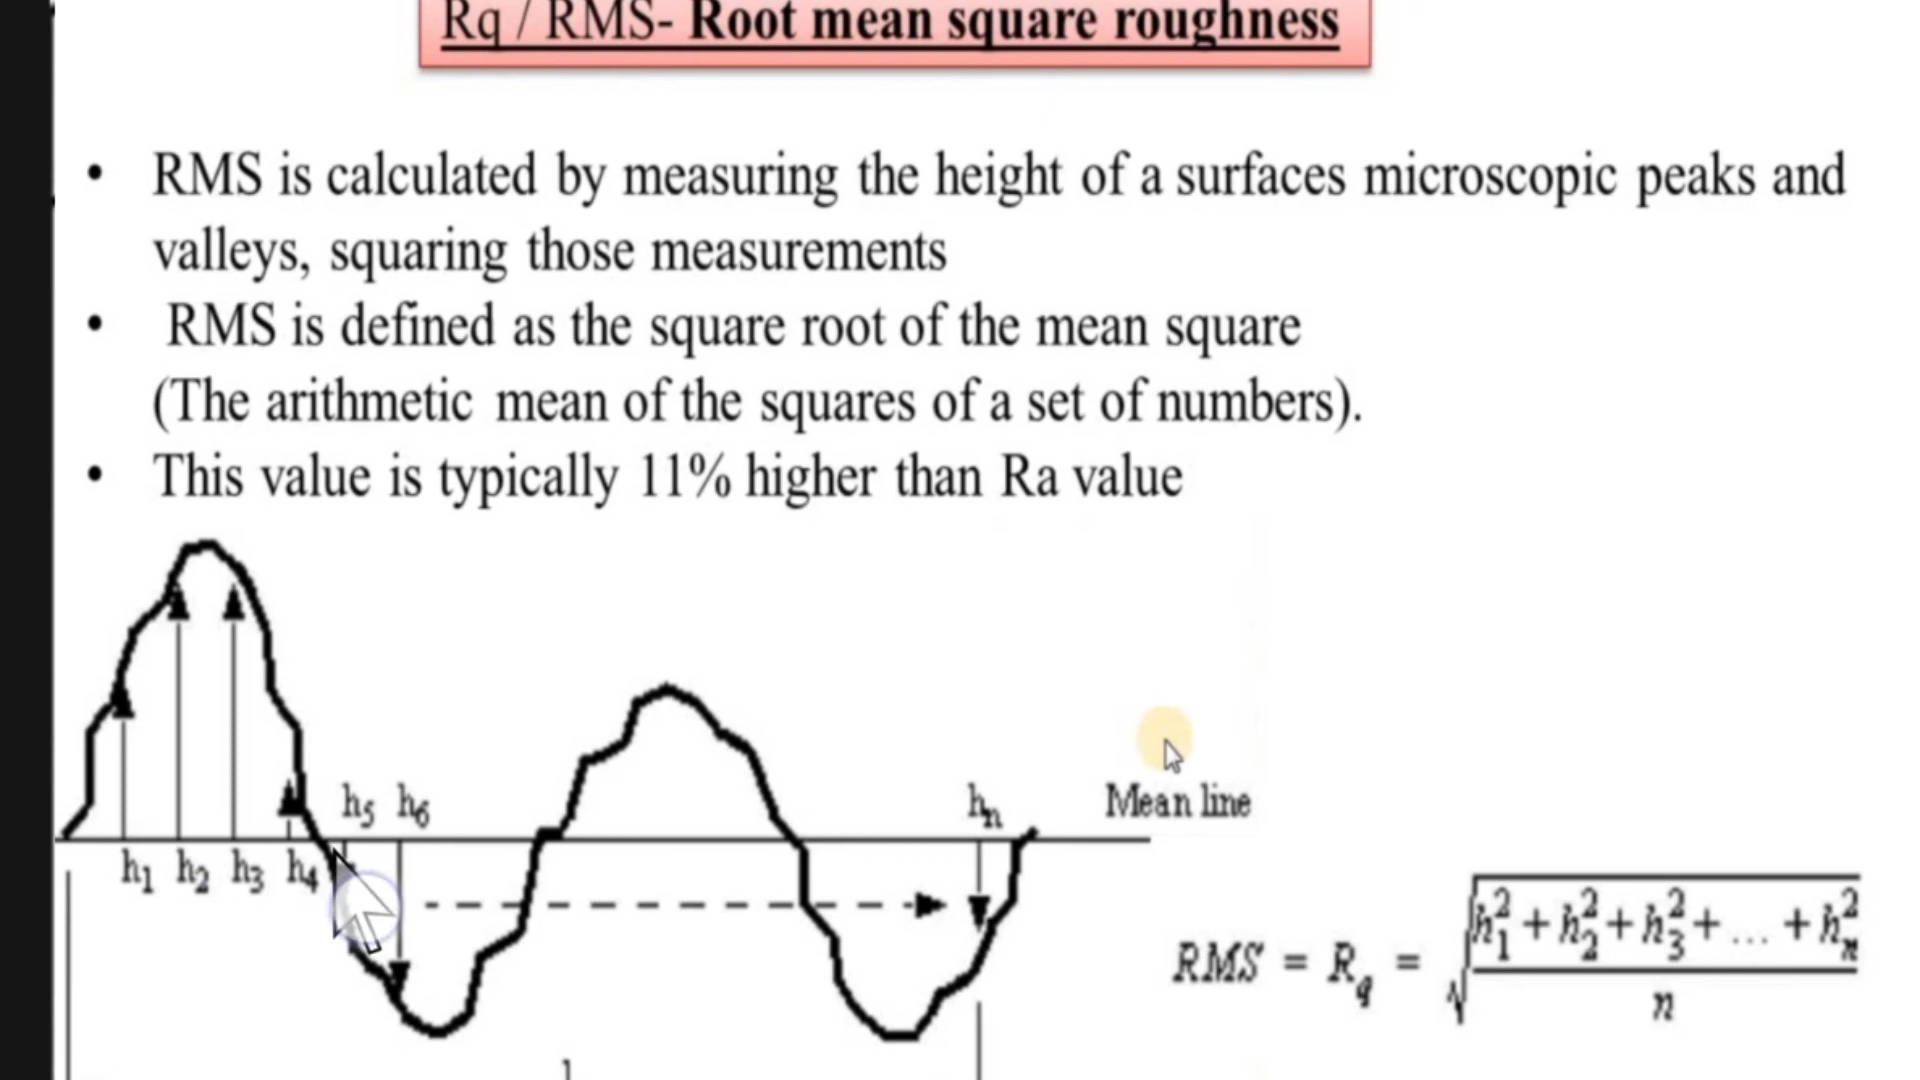 Rq / RMS- Root mean square roughness
• RMS is calculated by measuring the height of a surfaces microscopic peaks and
valleys, squaring those measurements
• RMS is defined as the square root of the mean square
(The arithmetic mean of the squares of a set of numbers).
• This value is typically 11% higher than Ra value
h5 h6 hn Mean line
h1 h2 h3 h4
RMS = Rq = √((h1² + h2² + h3² + ... + hn²) / n)